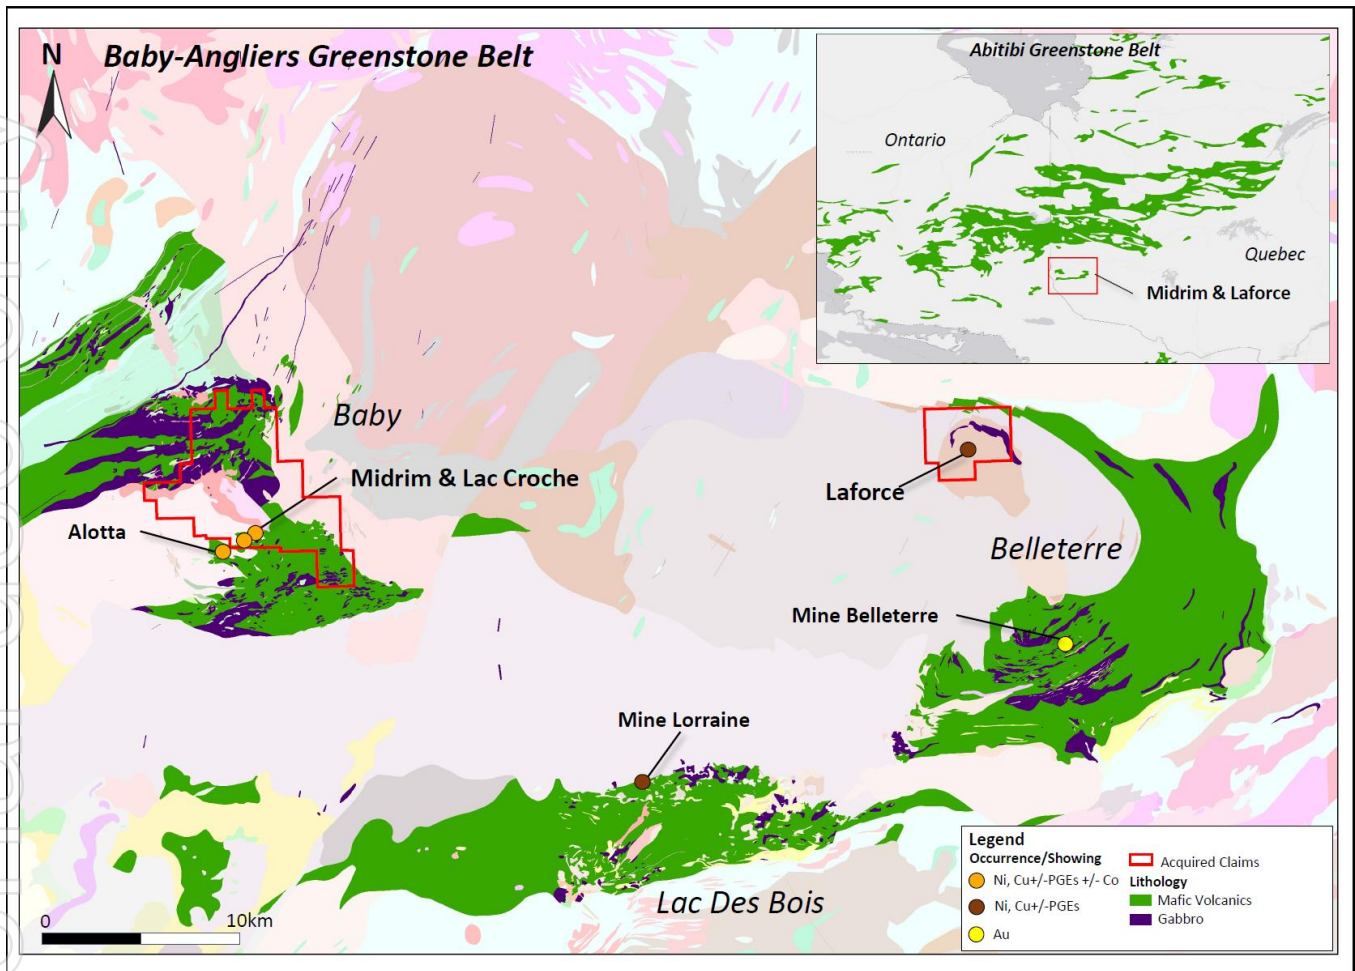 N
Baby-Angliers Greenstone Belt
Abitibi Greenstone Belt
Ontario
Quebec
Midrim & Laforce
Baby
Midrim & Lac Croche
Alotta
Laforce
Belleterre
Mine Belleterre
Mine Lorraine
Lac Des Bois
0 10km
Legend
Occurrence/Showing
Ni, Cu+/-PGEs +/- Co
Ni, Cu+/-PGEs
Au
Acquired Claims
Lithology
Mafic Volcanics
Gabbro